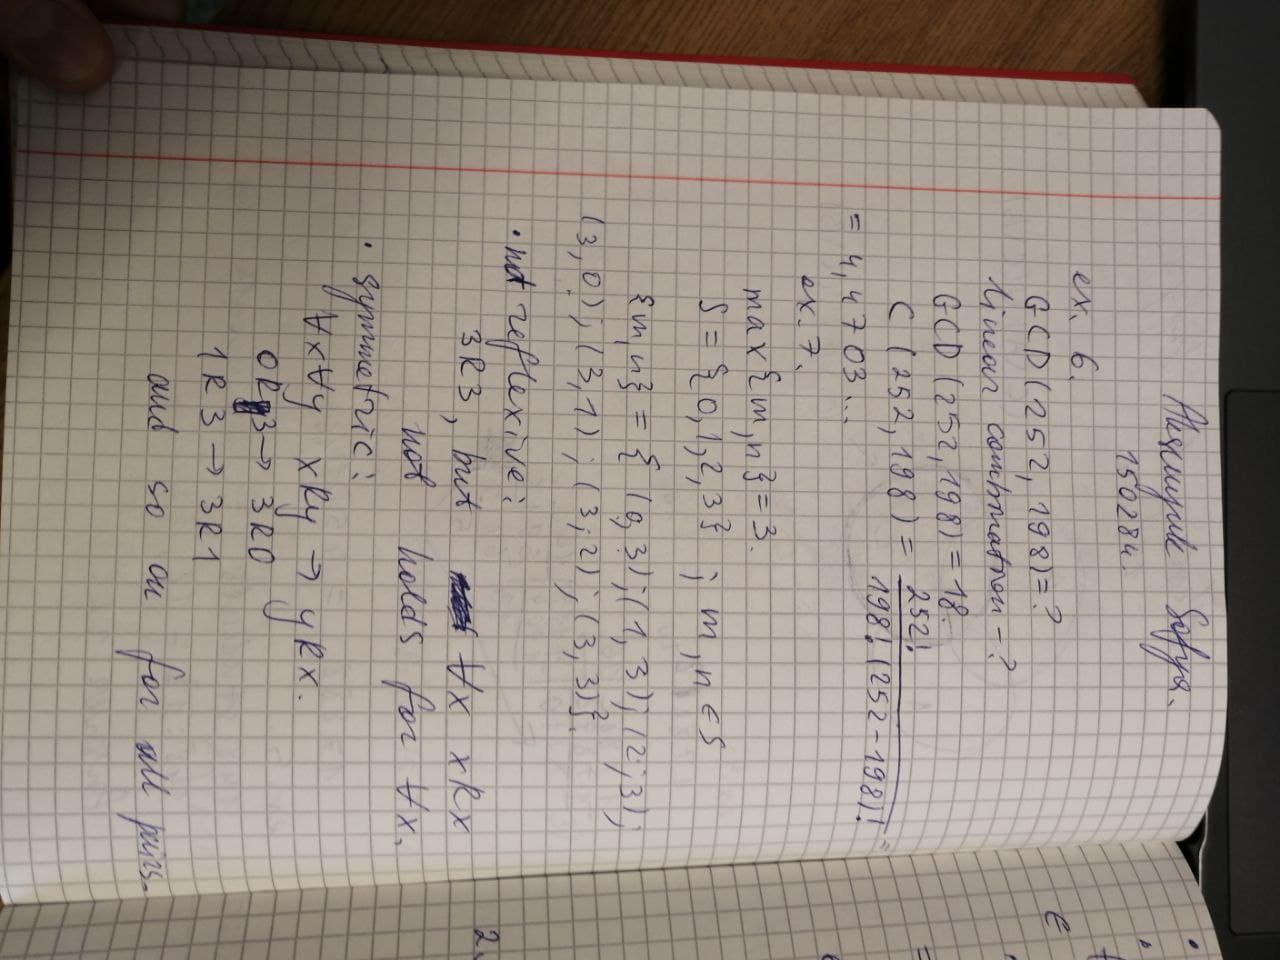 Sofya.
150284.
ex. 6.
GCD (252, 198) = ?
Linear combination - ?
GCD (252, 198) = 18.
C (252, 198) = 252! / 198! (252 - 198)! =
= 4,4703...
ex. 7.
max {m, n} = 3.
S = {0, 1, 2, 3} ; m, n ∈ S
{m, n} = { (0, 3); (1, 3); (2, 3);
(3, 0); (3, 1); (3, 2); (3, 3)}.
• not reflexive:
3R3, but ∀x xRx
not holds for ∀x.
• symmetric:
∀x∀y xRy → yRx.
0R3 → 3R0
1R3 → 3R1
and so on for all pairs.
2.
e